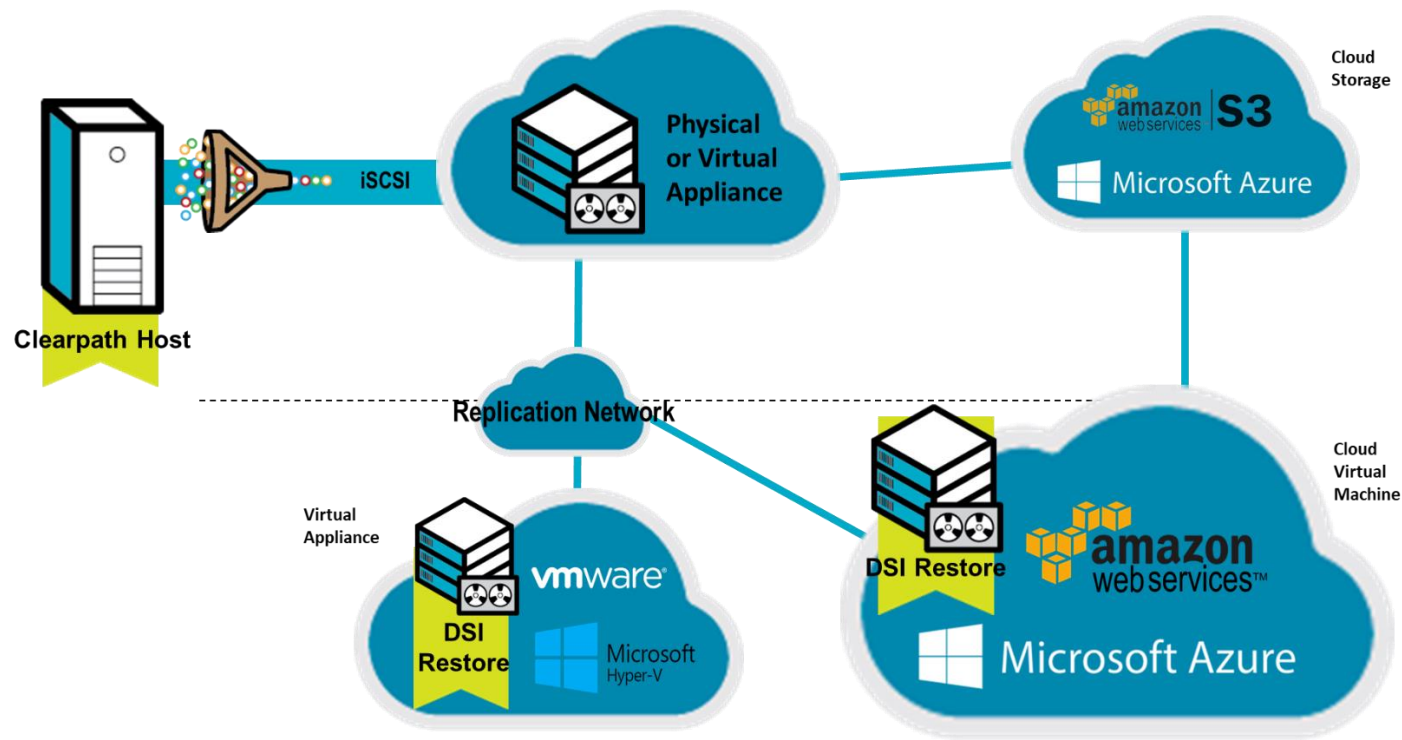 Cloud
Storage
amazon
web services
S3
Physical
or Virtual
Appliance
iSCSI
Microsoft Azure
Clearpath Host
Replication Network
Cloud
Virtual
Machine
Virtual
Appliance
vmware®
amazon
web services™
DSI Restore
DSI
Restore
Microsoft
Hyper-V
Microsoft Azure